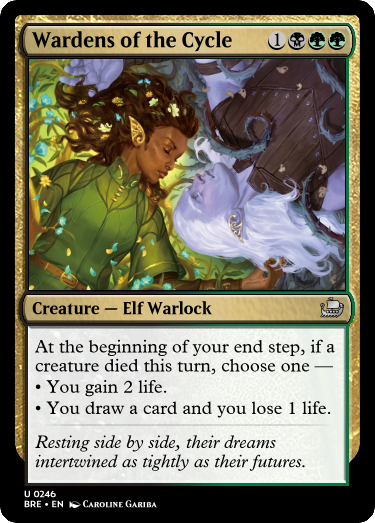 Wardens of the Cycle 1
Creature — Elf Warlock
At the beginning of your end step, if a
creature died this turn, choose one —
• You gain 2 life.
• You draw a card and you lose 1 life.
Resting side by side, their dreams
intertwined as tightly as their futures.
U 0246
BRE • EN Caroline Gariba